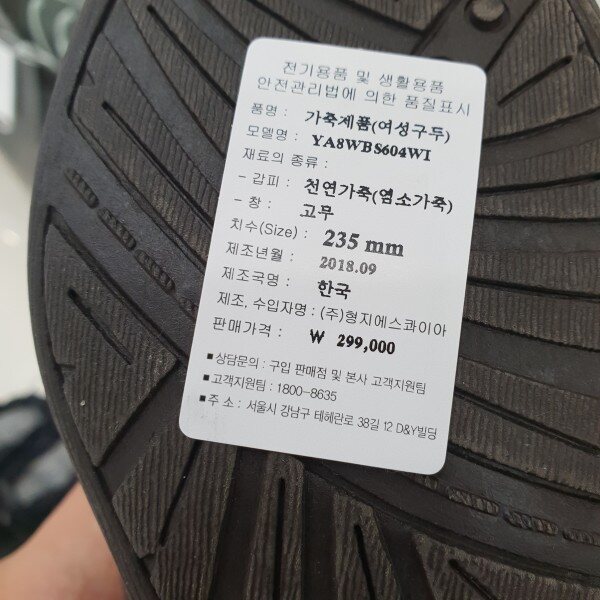 전기용품 및 생활용품
안전관리법에 의한 품질표시
품명 : 가죽제품(여성구두)
모델명 : YA8WBS604WI
재료의 종류 :
- 갑피 : 천연가죽(염소가죽)
- 창 : 고무
치수(Size) : 235 mm
제조년월 : 2018.09
제조국명 : 한국
제조, 수입자명 : (주)형지에스콰이아
판매가격 : ₩ 299,000
■ 상담문의 : 구입 판매점 및 본사 고객지원팀
■ 고객지원팀 : 1800-8635
■ 주 소 : 서울시 강남구 테헤란로 38길 12 D&Y빌딩